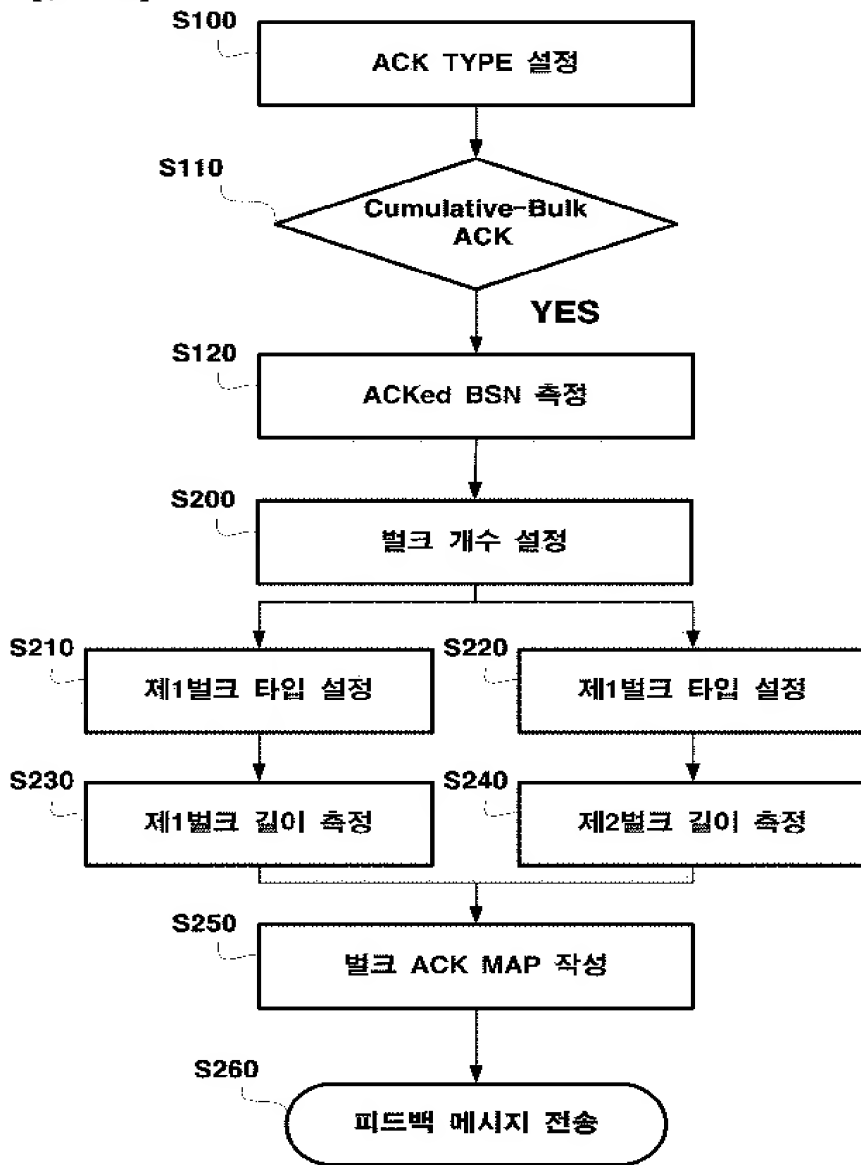 S100
ACK TYPE 설정
S110
Cumulative-Bulk
ACK
YES
S120
ACKed BSN 측정
S200
벌크 개수 설정
S210
제1벌크 타입 설정
S220
제1벌크 타입 설정
S230
제1벌크 길이 측정
S240
제2벌크 길이 측정
S250
벌크 ACK MAP 작성
S260
피드백 메시지 전송